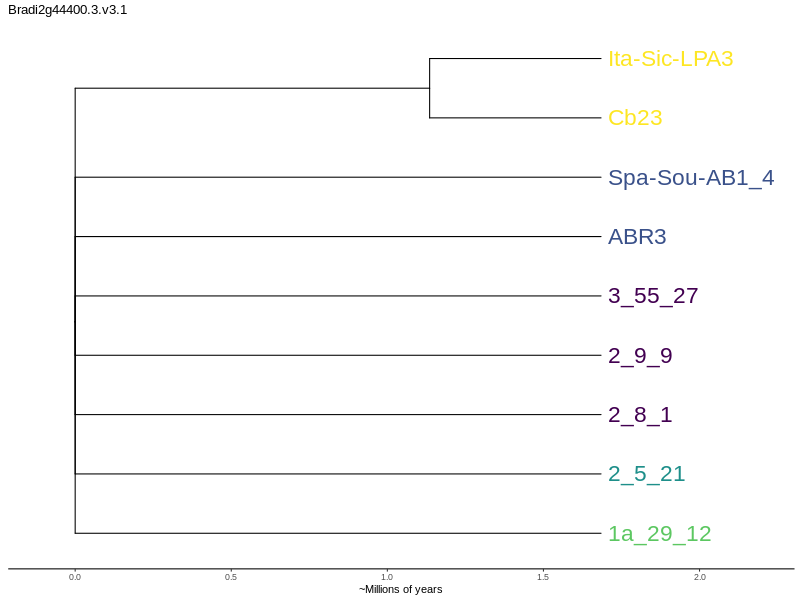 Bradi2g44400.3.v3.1
Ita-Sic-LPA3
Cb23
Spa-Sou-AB1_4
ABR3
3_55_27
2_9_9
2_8_1
2_5_21
1a_29_12
0.0 0.5 1.0 1.5 2.0
~Millions of years